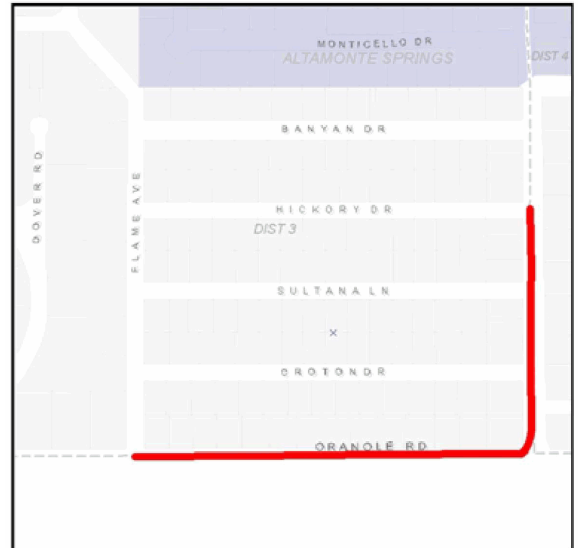 MONTICELLO DR
ALTAMONTE SPRINGS
DIST 4
BANYAN DR
DOVER RD
FLAME AVE
HICKORY DR
DIST 3
SULTANA LN
CROTON DR
ORANOLE RD